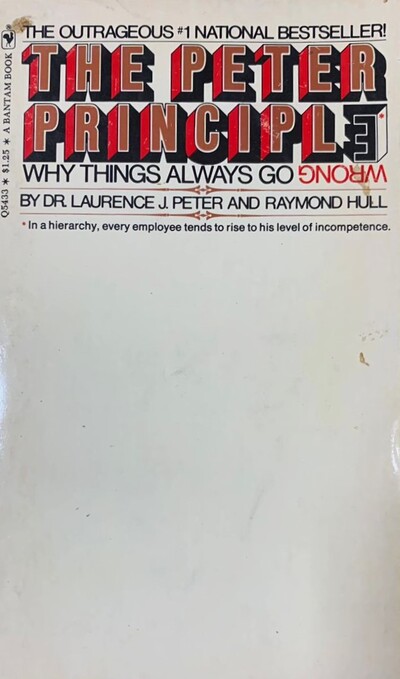 THE OUTRAGEOUS #1 NATIONAL BESTSELLER!
THE PETER
PRINCIPLE*
WHY THINGS ALWAYS GO WRONG
BY DR. LAURENCE J. PETER AND RAYMOND HULL
* In a hierarchy, every employee tends to rise to his level of incompetence.
Q5433 * $1.25 * A BANTAM BOOK